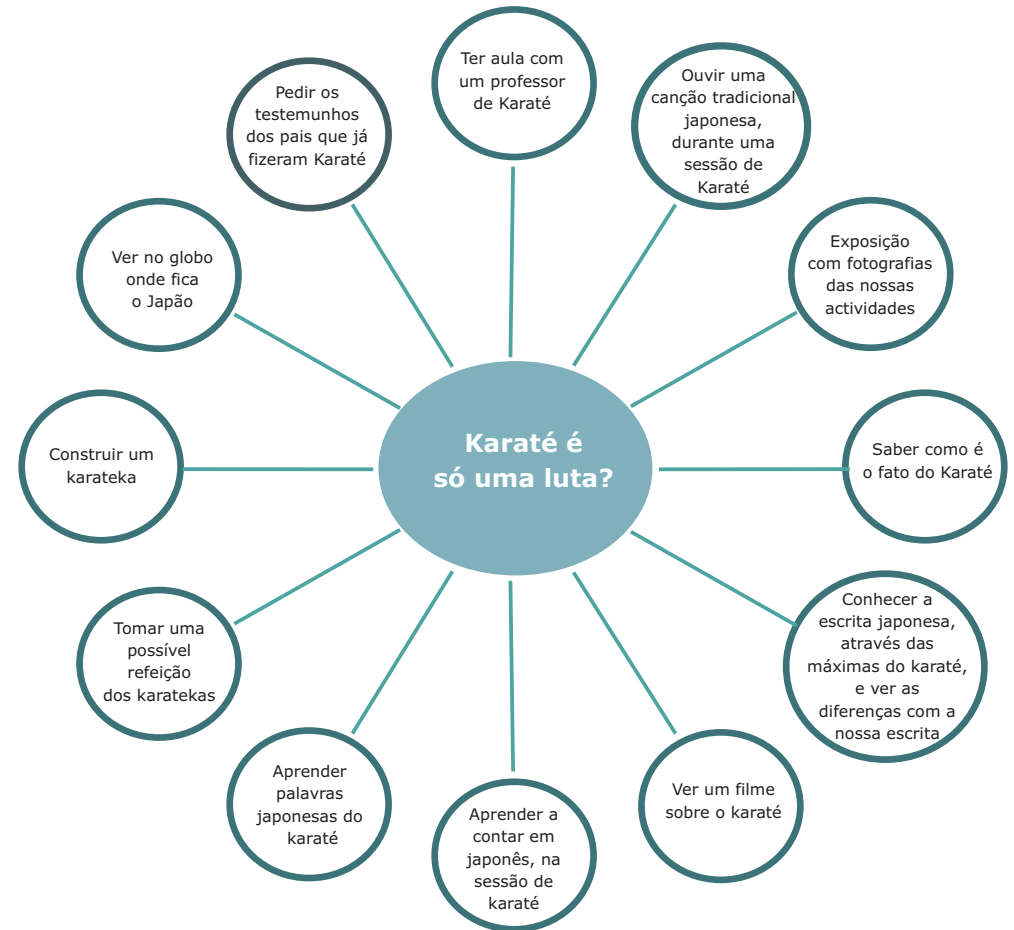 Ter aula com
um professor
de Karaté
Ouvir uma
canção tradicional
japonesa,
durante uma
sessão de
Karaté
Exposição
com fotografias
das nossas
actividades
Saber como é
o fato do Karaté
Conhecer a
escrita japonesa,
através das
máximas do karaté,
e ver as
diferenças com a
nossa escrita
Ver um filme
sobre o karaté
Aprender a
contar em
japonês, na
sessão de
karaté
Aprender
palavras
japonesas do
karaté
Tomar uma
possível
refeição
dos karatekas
Construir um
karateka
Ver no globo
onde fica
o Japão
Pedir os
testemunhos
dos pais que já
fizeram Karaté
Karaté é
só uma luta?